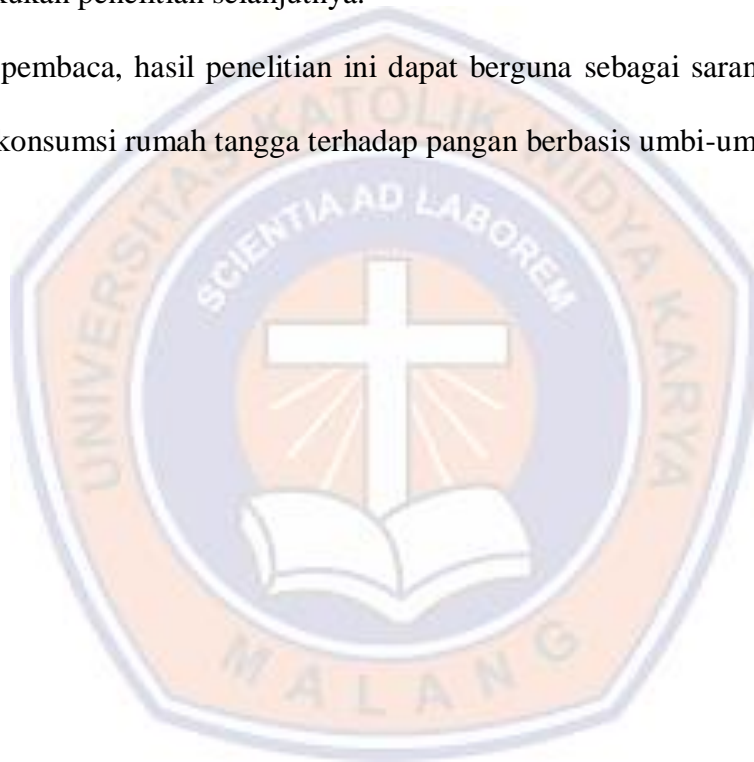 kukan penelitian selanjutnya.
pembaca, hasil penelitian ini dapat berguna sebagai saran
konsumsi rumah tangga terhadap pangan berbasis umbi-um
UNIVERSITAS KATOLIK WIDYA KARYA
SCIENTIA AD LABOREM
MALANG